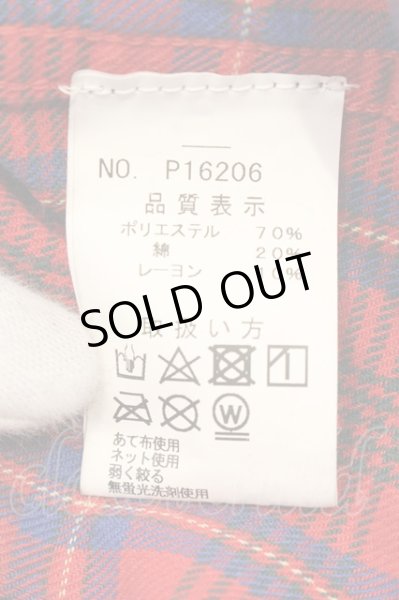 NO. P16206
品質表示
ポリエステル 70%
綿 20%
レーヨン 10%
SOLD OUT
取扱い方
あて布使用
ネット使用
弱く絞る
無蛍光洗剤使用